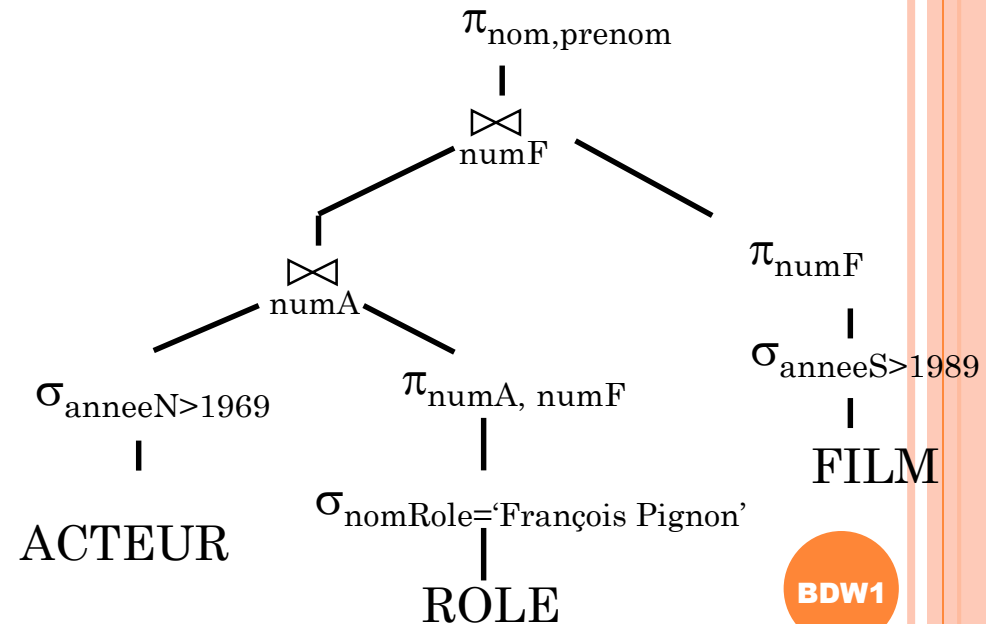 πnom,prenom
⋈
numF
⋈
numA
πnumF
σanneeS>1989
FILM
σanneeN>1969
ACTEUR
πnumA, numF
σnomRole=‘François Pignon’
ROLE
BDW1